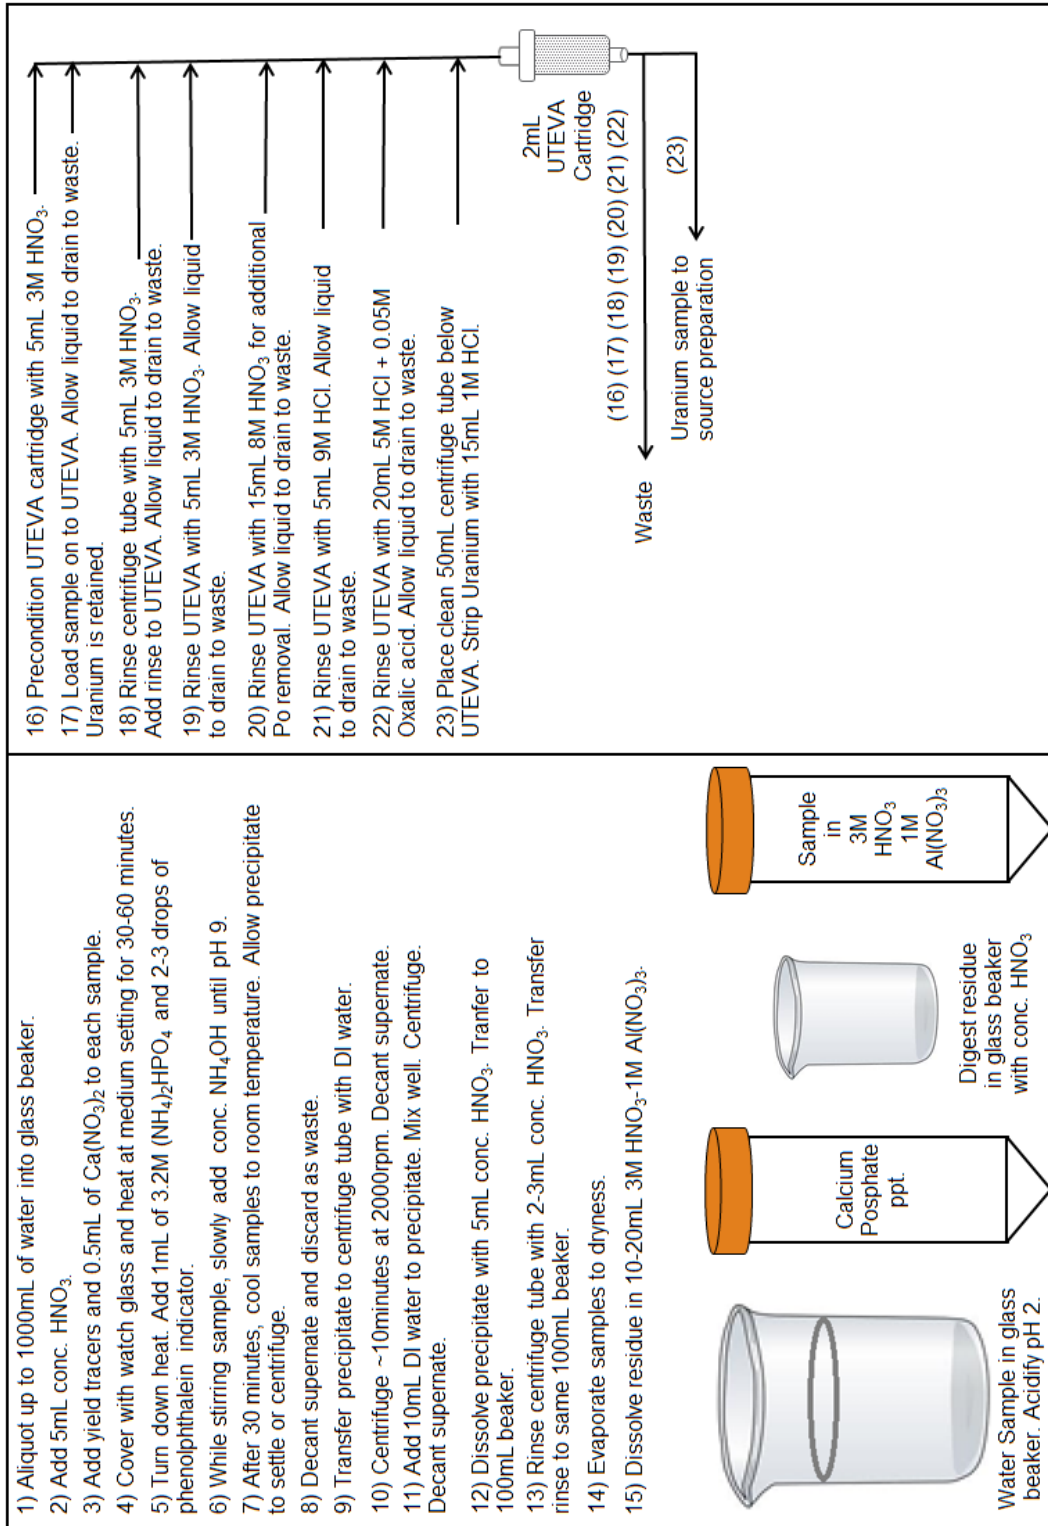 1) Aliquot up to 1000mL of water into glass beaker.
2) Add 5mL conc. HNO3.
3) Add yield tracers and 0.5mL of Ca(NO3)2 to each sample.
4) Cover with watch glass and heat at medium setting for 30-60 minutes.
5) Turn down heat. Add 1mL of 3.2M (NH4)2HPO4 and 2-3 drops of
phenolphthalein indicator.
6) While stirring sample, slowly add conc. NH4OH until pH 9.
7) After 30 minutes, cool samples to room temperature. Allow precipitate
to settle or centrifuge.
8) Decant supernate and discard as waste.
9) Transfer precipitate to centrifuge tube with DI water.
10) Centrifuge ~10minutes at 2000rpm. Decant supernate.
11) Add 10mL DI water to precipitate. Mix well. Centrifuge.
Decant supernate.
12) Dissolve precipitate with 5mL conc. HNO3. Tranfer to
100mL beaker.
13) Rinse centrifuge tube with 2-3mL conc. HNO3. Transfer
rinse to same 100mL beaker.
14) Evaporate samples to dryness.
15) Dissolve residue in 10-20mL 3M HNO3-1M Al(NO3)3.
Water Sample in glass
beaker. Acidify pH 2.
Calcium
Posphate
ppt.
Digest residue
in glass beaker
with conc. HNO3
Sample
in
3M
HNO3
1M
Al(NO3)3
16) Precondition UTEVA cartridge with 5mL 3M HNO3.
17) Load sample on to UTEVA. Allow liquid to drain to waste.
Uranium is retained.
18) Rinse centrifuge tube with 5mL 3M HNO3.
Add rinse to UTEVA. Allow liquid to drain to waste.
19) Rinse UTEVA with 5mL 3M HNO3. Allow liquid
to drain to waste.
20) Rinse UTEVA with 15mL 8M HNO3 for additional
Po removal. Allow liquid to drain to waste.
21) Rinse UTEVA with 5mL 9M HCl. Allow liquid
to drain to waste.
22) Rinse UTEVA with 20mL 5M HCl + 0.05M
Oxalic acid. Allow liquid to drain to waste.
23) Place clean 50mL centrifuge tube below
UTEVA. Strip Uranium with 15mL 1M HCl.
2mL
UTEVA
Cartridge
(16) (17) (18) (19) (20) (21) (22)
Waste
(23)
Uranium sample to
source preparation